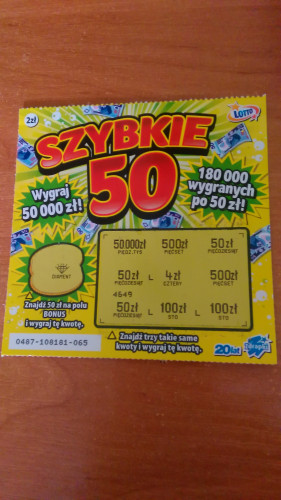 2zł
LOTTO
SZYBKIE
50
Wygraj
50 000 zł!
180 000
wygranych
po 50 zł!
50000zł 500zł 50zł
PIĘĆSET PIĘĆDZIESIĄT
DIAMENT
50zł 4zł 500zł
PIĘĆDZIESIĄT CZTERY PIĘĆSET
4649
50zł 100zł 100zł
PIĘĆDZIESIĄT STO STO
Znajdź 50 zł na polu
BONUS
i wygraj tę kwotę.
0487-108181-065
Znajdź trzy takie same
kwoty i wygraj tę kwotę.
20 lat